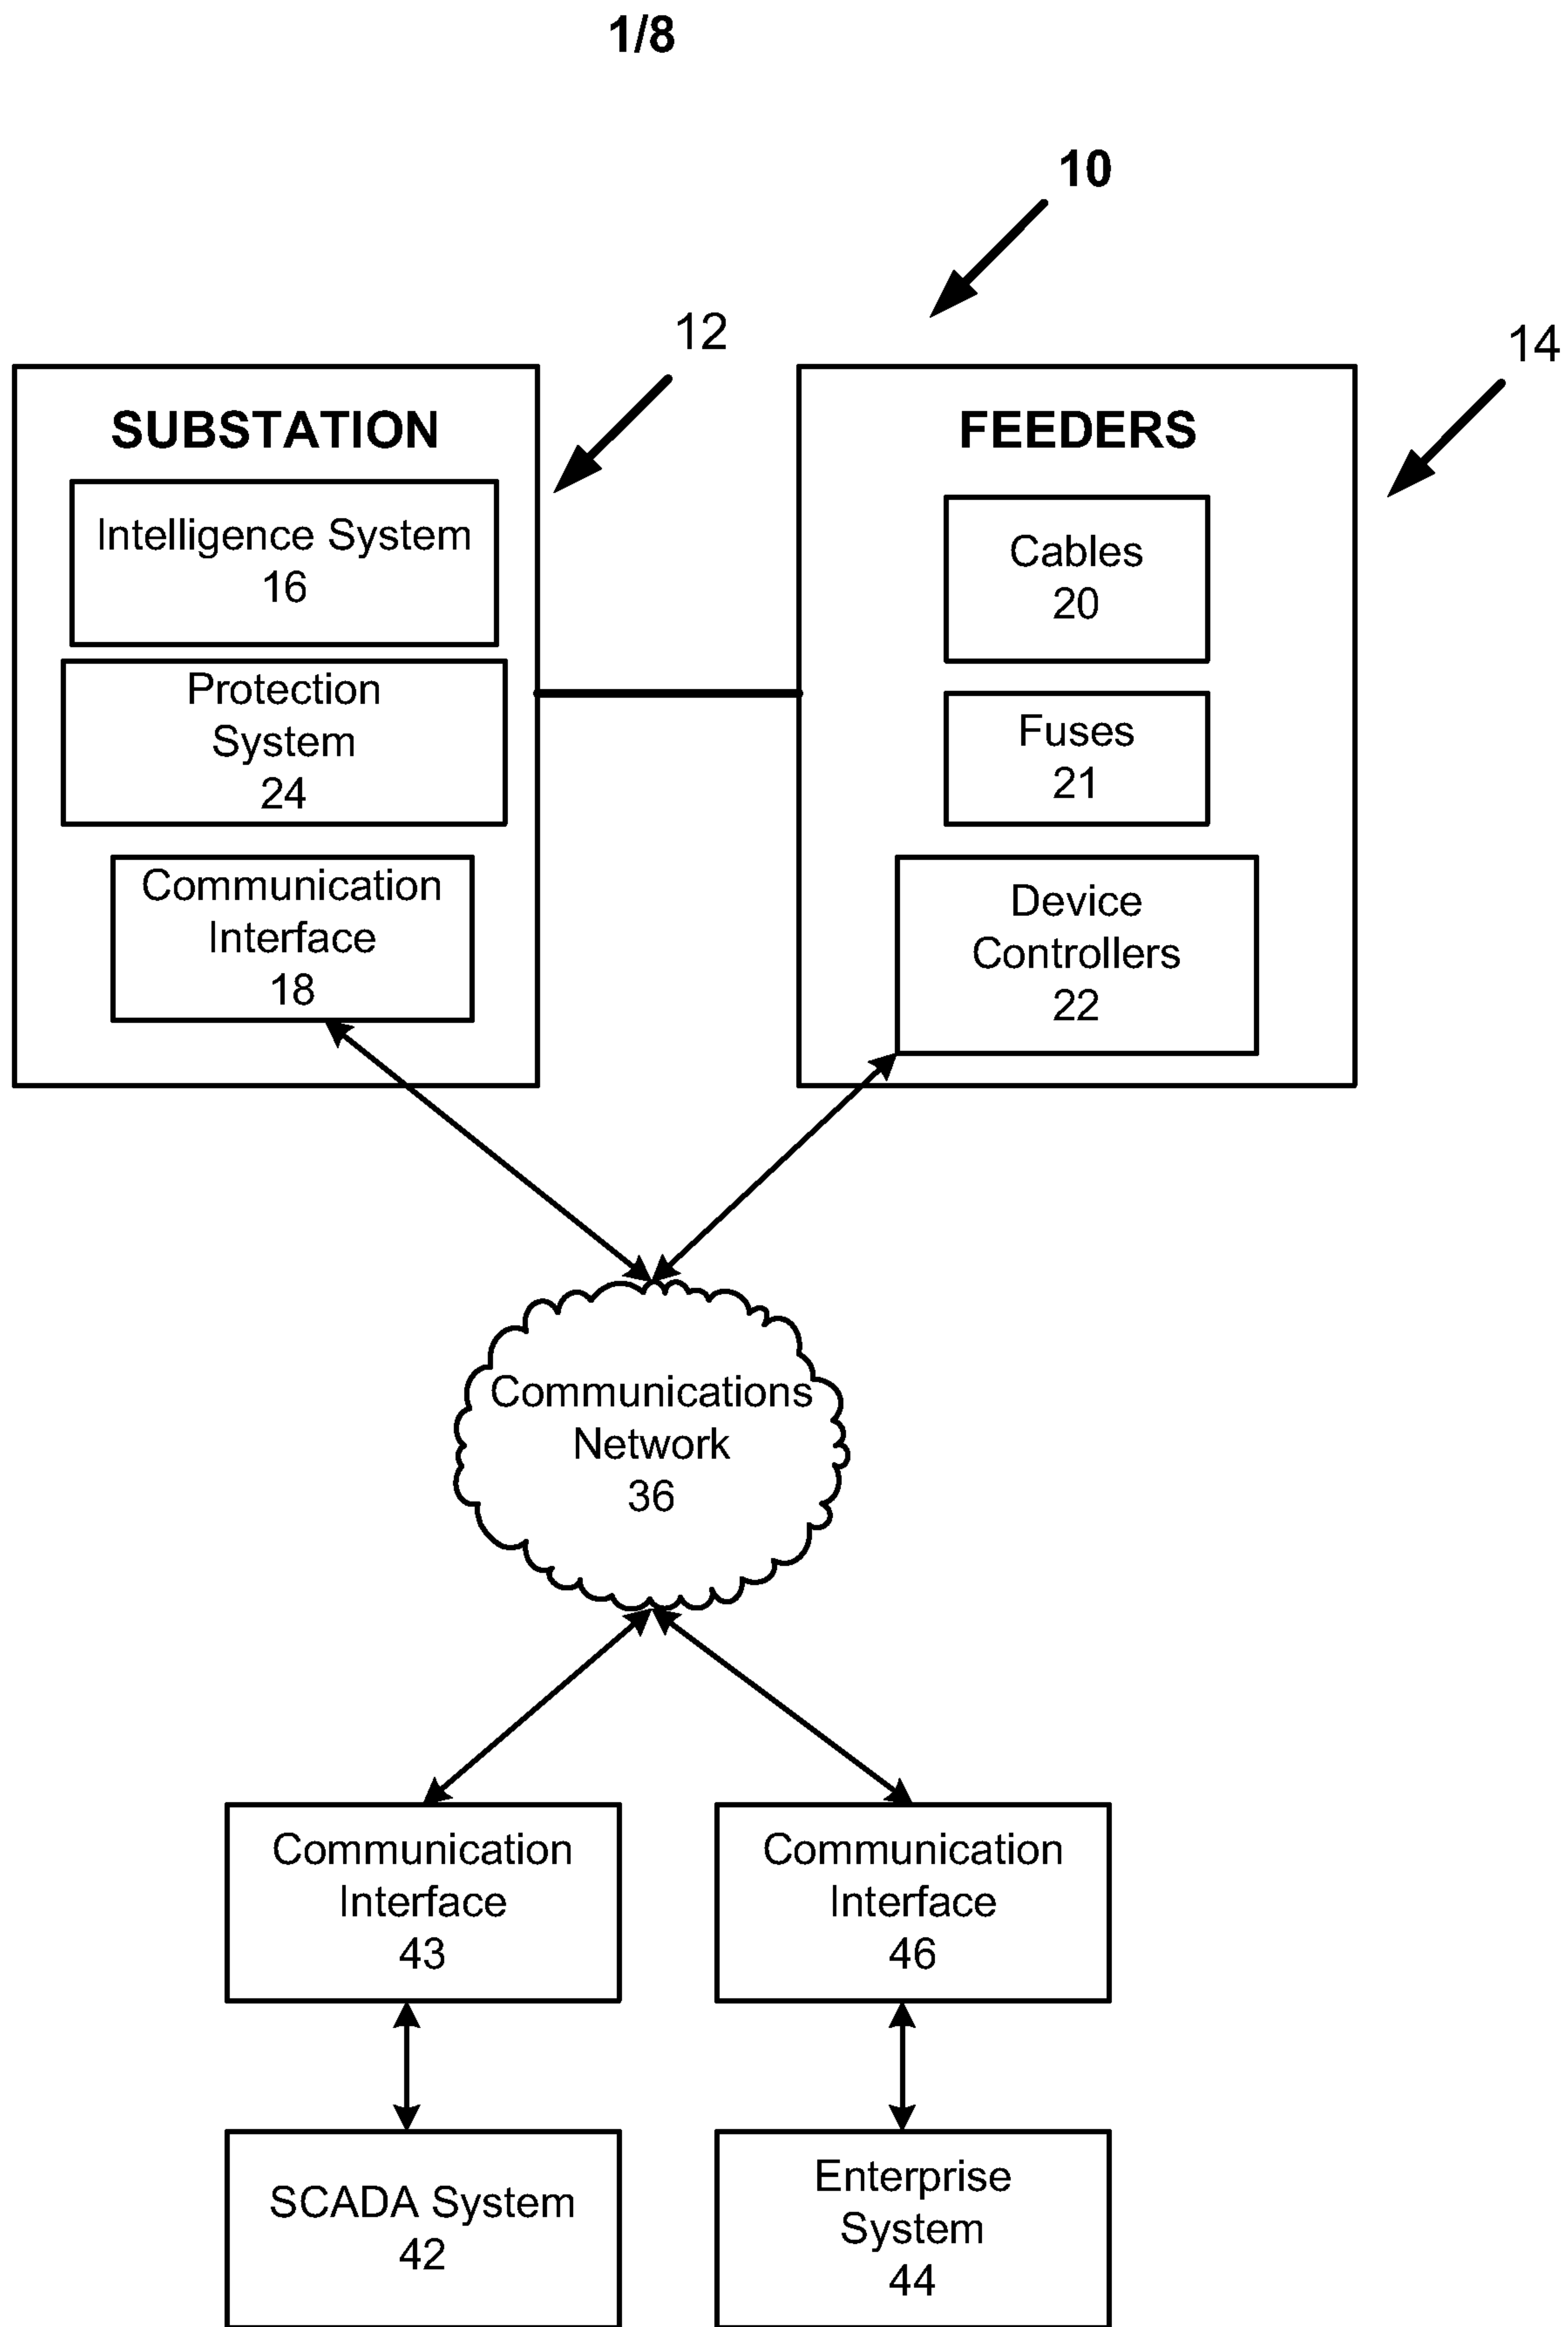 1/8
10
12
14
SUBSTATION
Intelligence System
16
Protection
System
24
Communication
Interface
18
FEEDERS
Cables
20
Fuses
21
Device
Controllers
22
Communications
Network
36
Communication
Interface
43
Communication
Interface
46
SCADA System
42
Enterprise
System
44